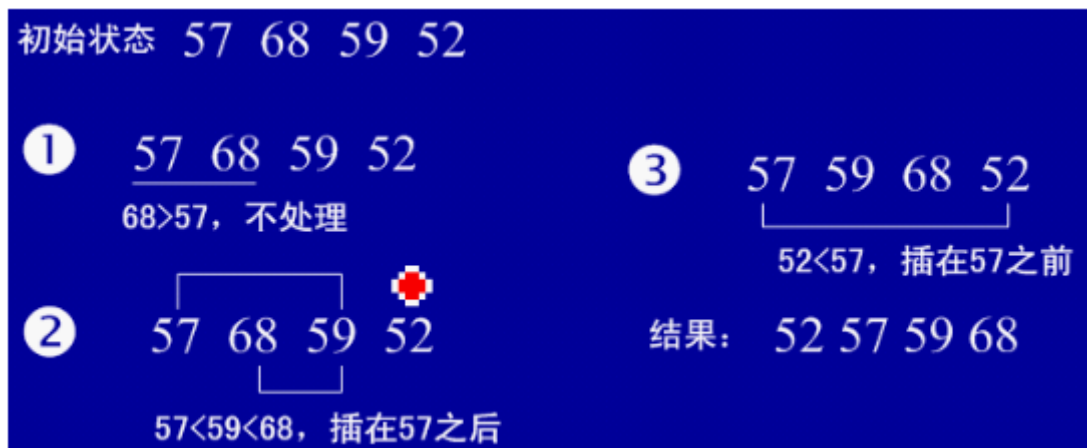 初始状态 57 68 59 52
① 57 68 59 52
68>57，不处理
② 57 68 59 52
57<59<68，插在57之后
③ 57 59 68 52
52<57，插在57之前
结果： 52 57 59 68